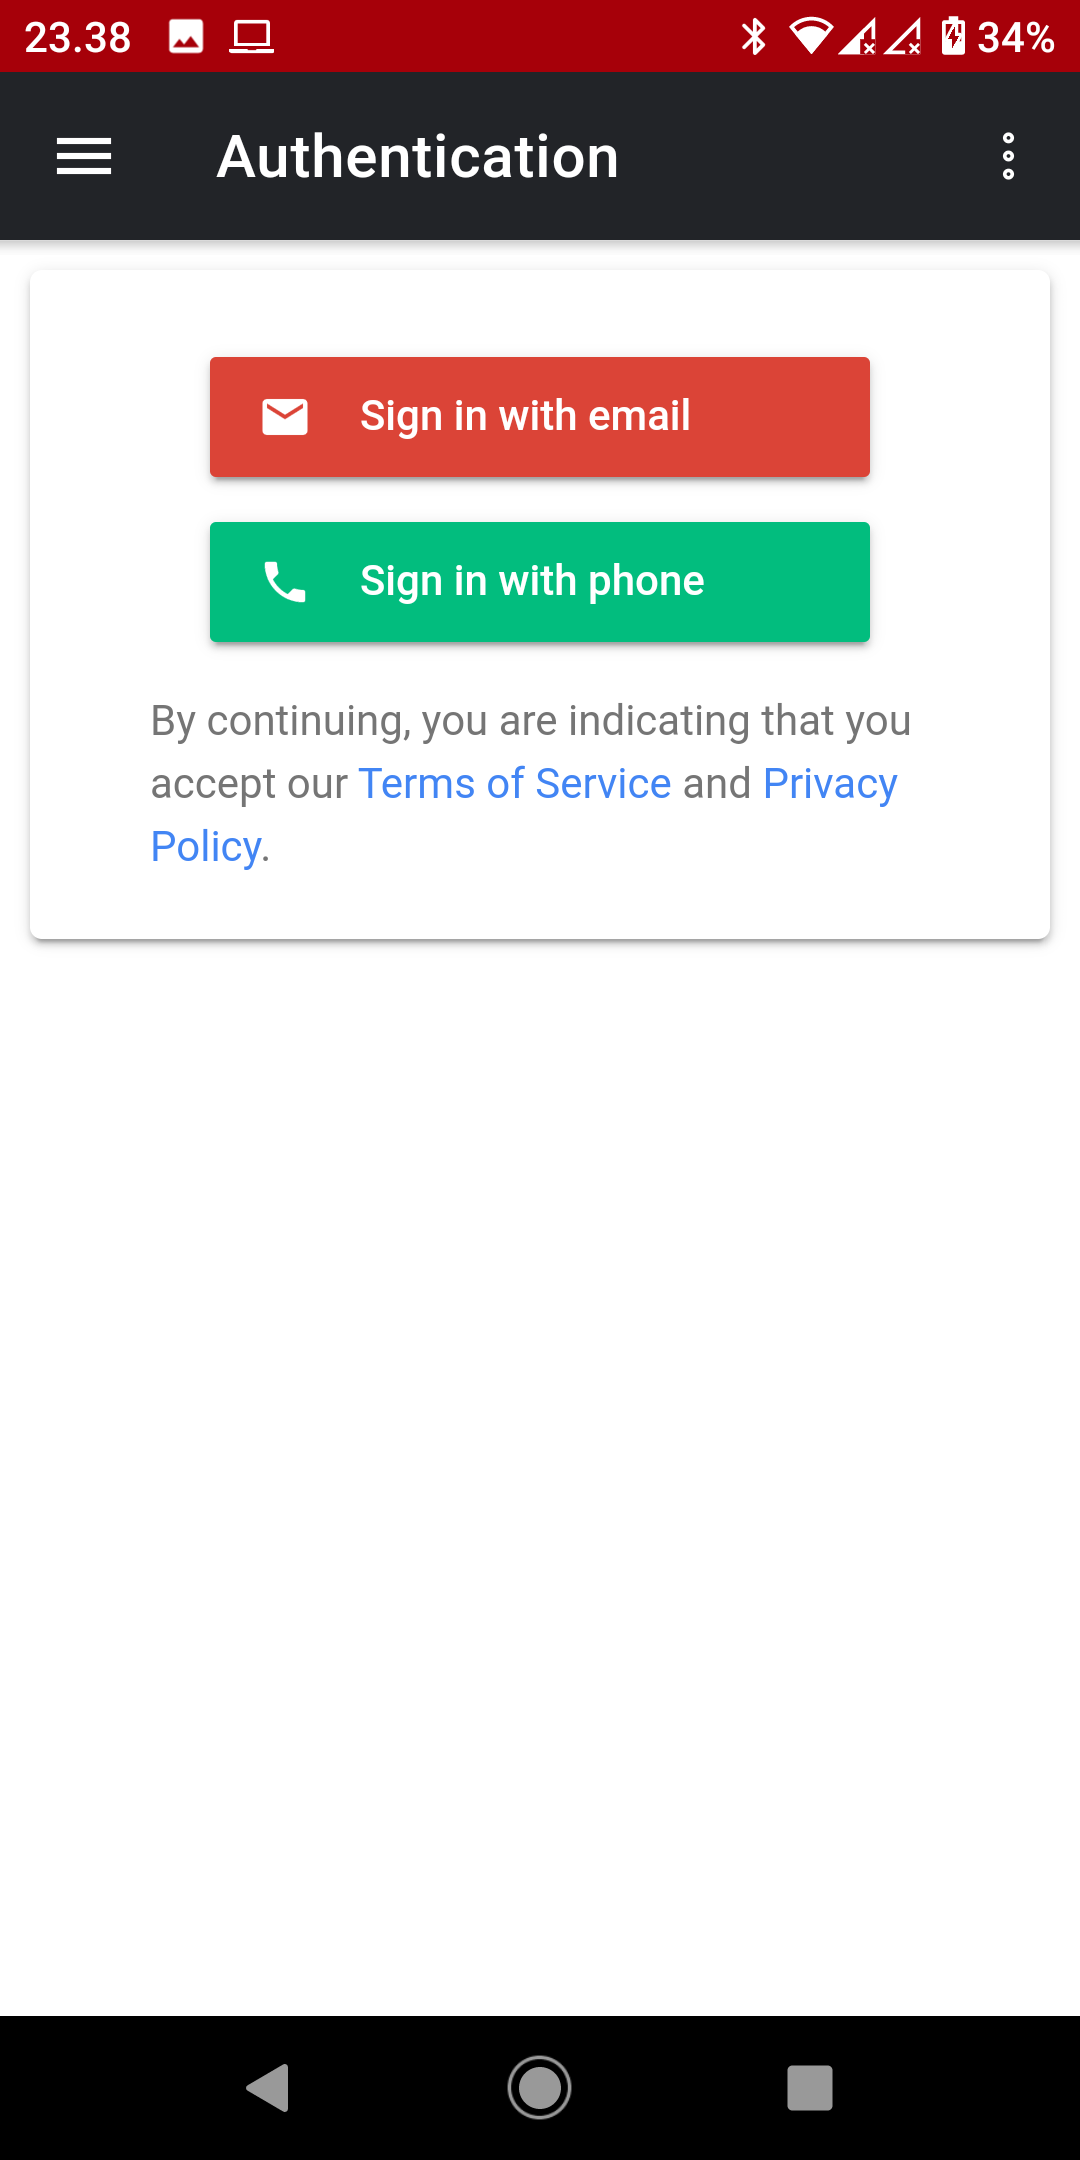 23.38 34%
Authentication
Sign in with email
Sign in with phone
By continuing, you are indicating that you
accept our Terms of Service and Privacy
Policy.